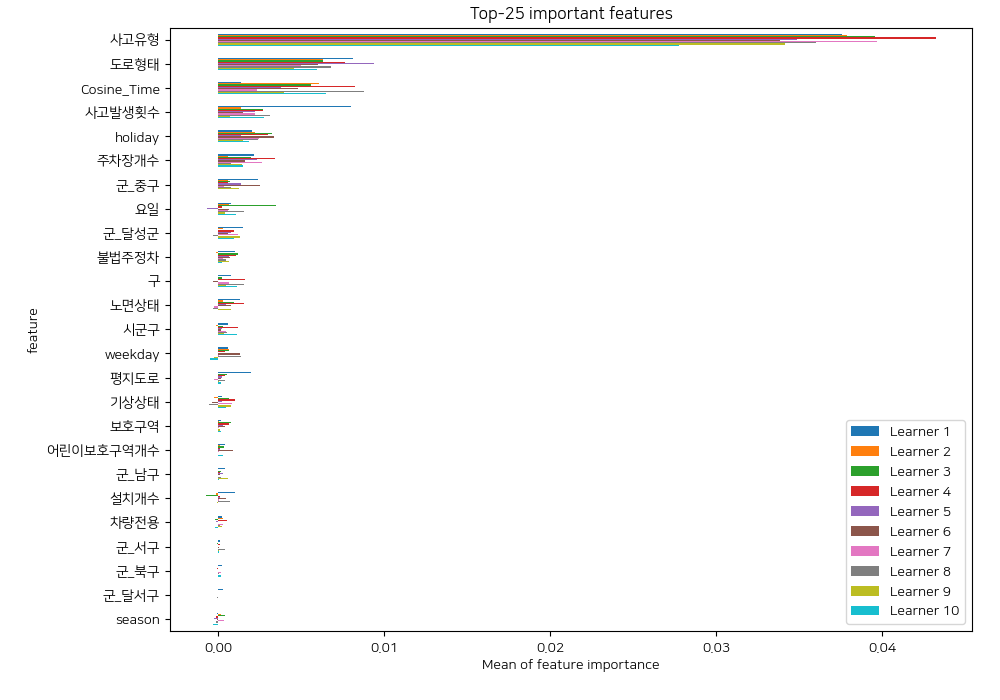 Top-25 important features
사고유형
도로형태
Cosine_Time
사고발생횟수
holiday
주차장개수
군_중구
요일
군_달성군
불법주정차
구
노면상태
시군구
weekday
평지도로
기상상태
보호구역
어린이보호구역개수
군_남구
설치개수
차량전용
군_서구
군_북구
군_달서구
season
feature
Learner 1
Learner 2
Learner 3
Learner 4
Learner 5
Learner 6
Learner 7
Learner 8
Learner 9
Learner 10
0.00 0.01 0.02 0.03 0.04
Mean of feature importance